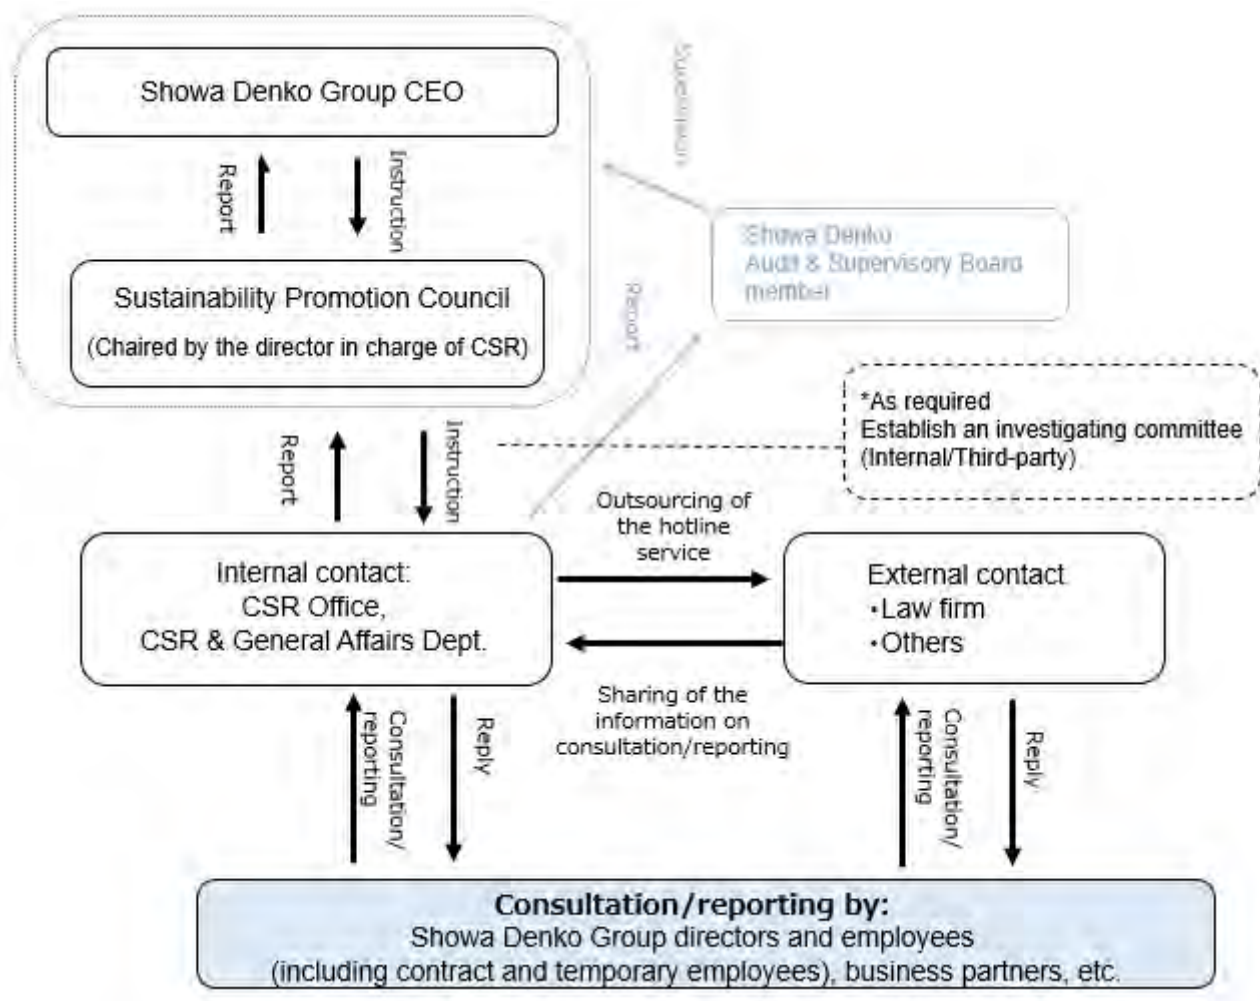 Showa Denko Group CEO
Supervision
Report
Instruction
Showa Denko
Audit & Supervisory Board
member
Sustainability Promotion Council
(Chaired by the director in charge of CSR)
Report
*As required
Establish an investigating committee
(Internal/Third-party)
Report
Instruction
Outsourcing of
the hotline
service
Internal contact:
CSR Office,
CSR & General Affairs Dept.
External contact
・Law firm
・Others
Sharing of the
information on
consultation/reporting
Consultation/
reporting
Reply
Consultation/
reporting
Reply
Consultation/reporting by:
Showa Denko Group directors and employees
(including contract and temporary employees), business partners, etc.